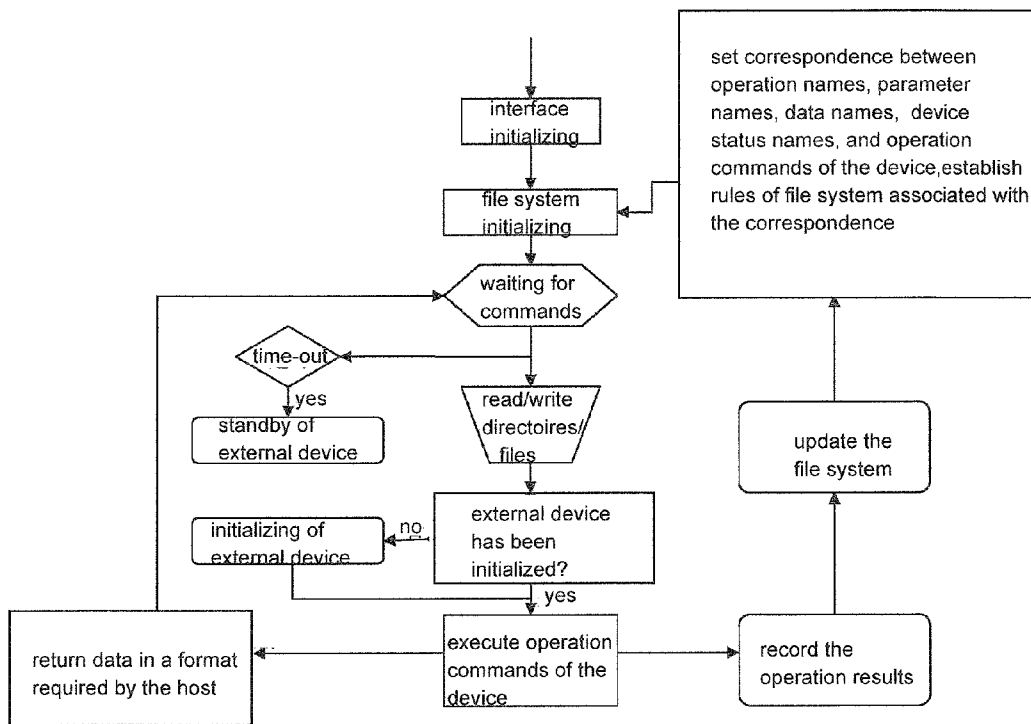 interface
initializing
set correspondence between
operation names, parameter
names, data names, device
status names, and operation
commands of the device,establish
rules of file system associated with
the correspondence
file system
initializing
waiting for
commands
time-out
yes
standby of
external device
read/write
directoires/
files
update the
file system
external device
has been
initialized?
no
initializing of
external device
yes
execute operation
commands of the
device
return data in a format
required by the host
record the
operation results